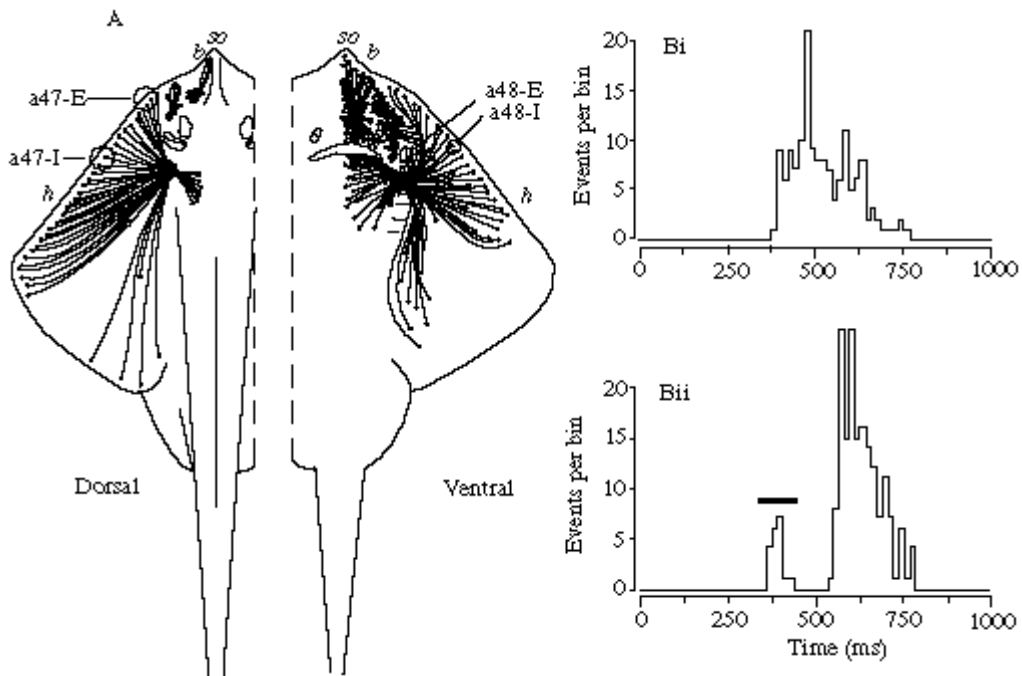 A
so
b
a47-E
a47-I
h
Dorsal
so
b
a48-E
a48-I
θ
h
Ventral
Bi
Events per bin
20
15
10
5
0
0 250 500 750 1000
Bii
Events per bin
20
15
10
5
0
0 250 500 750 1000
Time (ms)